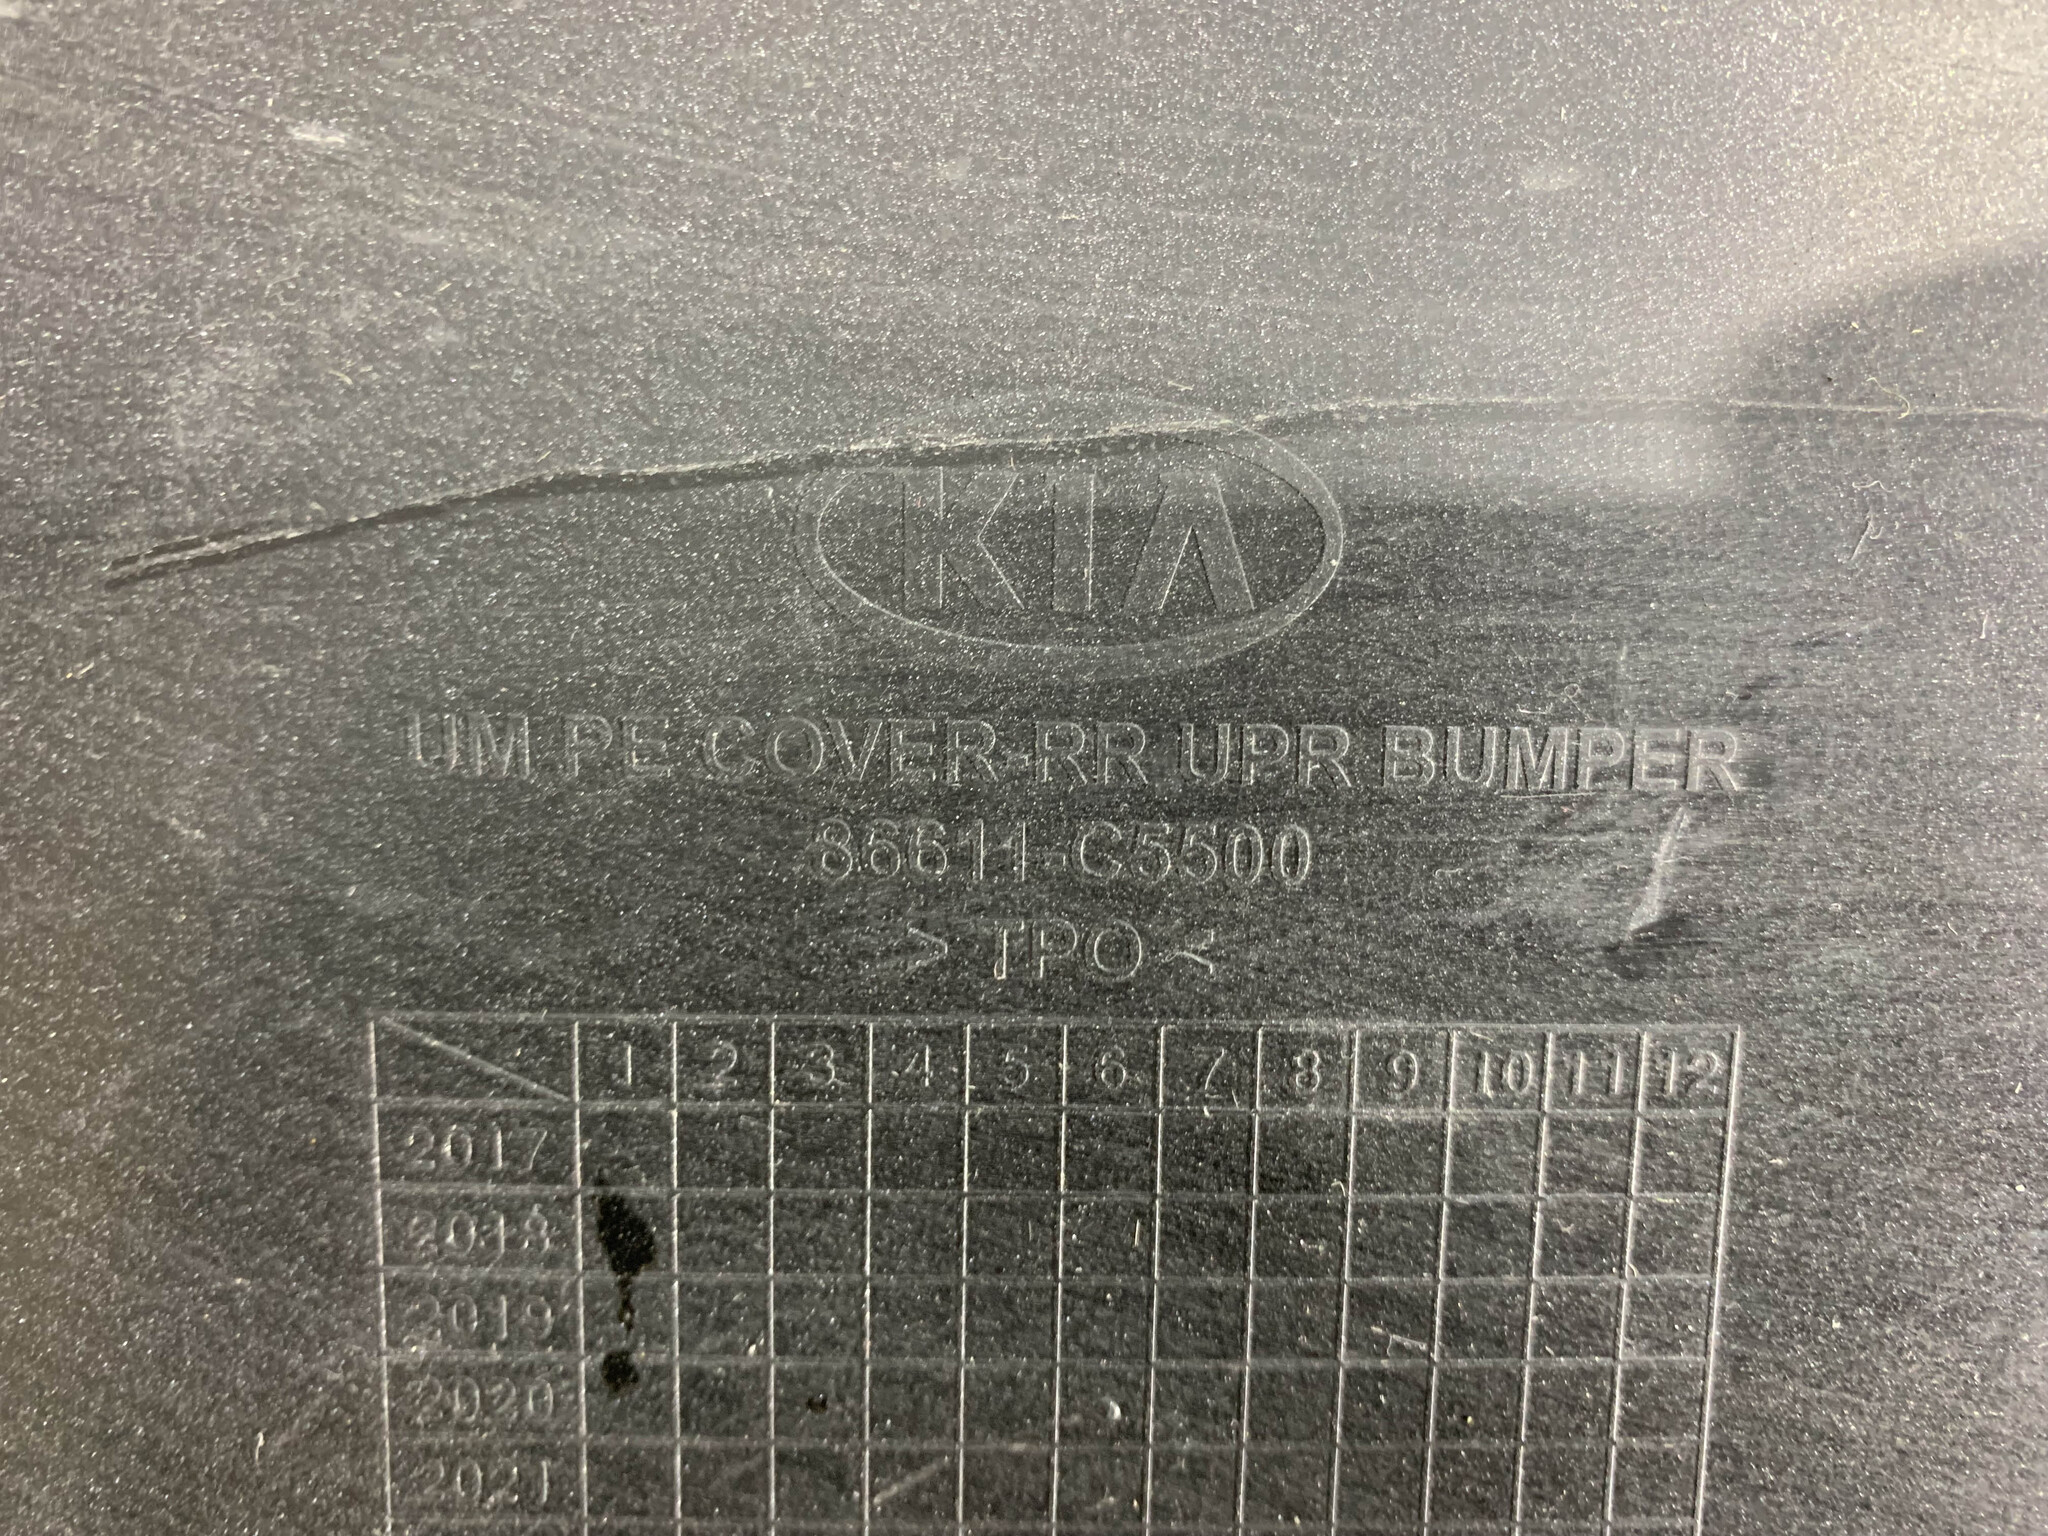 KIA
UM PE COVER-RR UPR BUMPER
86611-C5500
> TPO <
1 2 3 4 5 6 7 8 9 10 11 12
2017
2018
2019
2020
2021